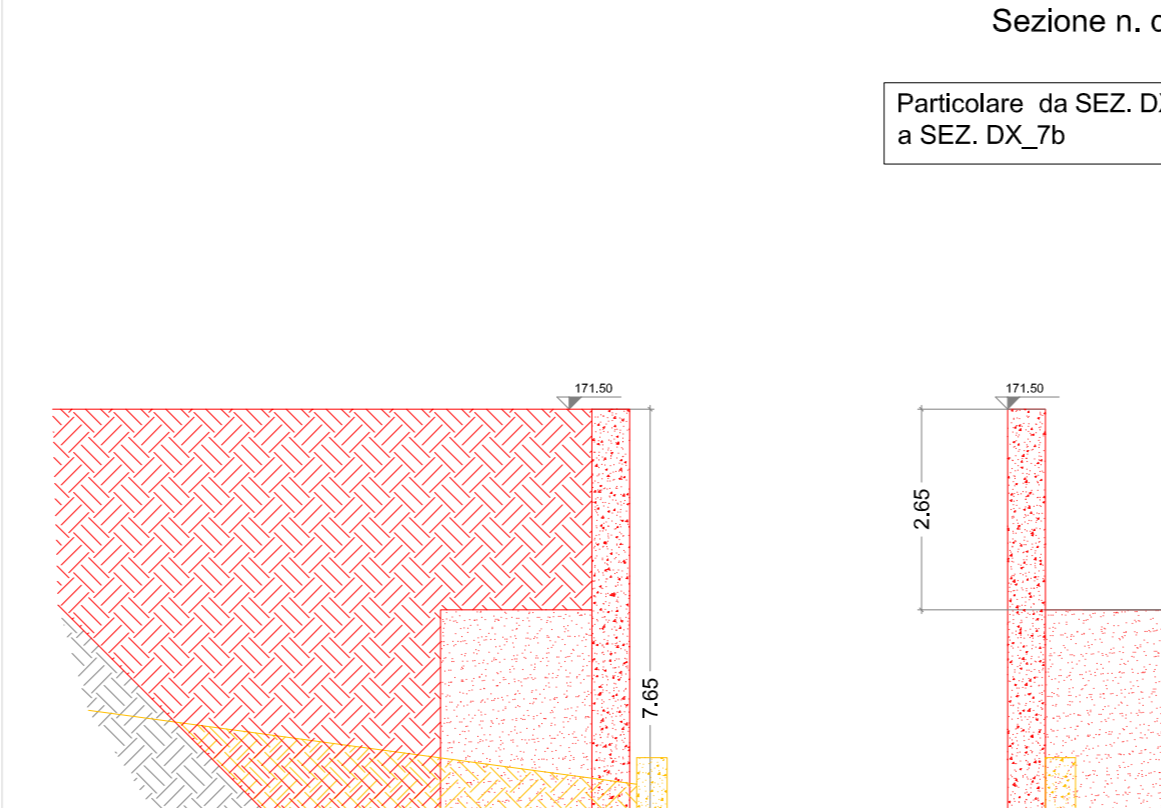 Sezione n.
Particolare da SEZ.
a SEZ. DX_7b
171.50
171.50
2.65
7.65